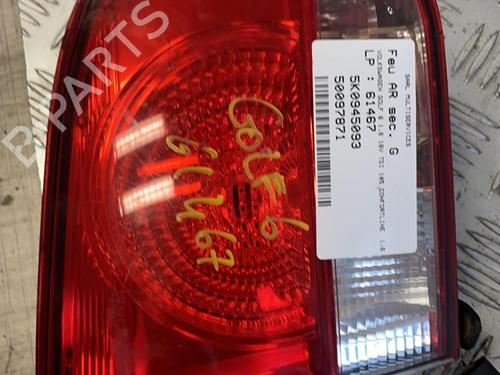 SARL MULTISERVICES
Feu AR sec. G
VOLKSWAGEN GOLF 6 1.6 16V TDI 105 CONFORTLINE 1.6
LP : 61467
5K0945093
50097871
GOLF 6
61467
B PARTS